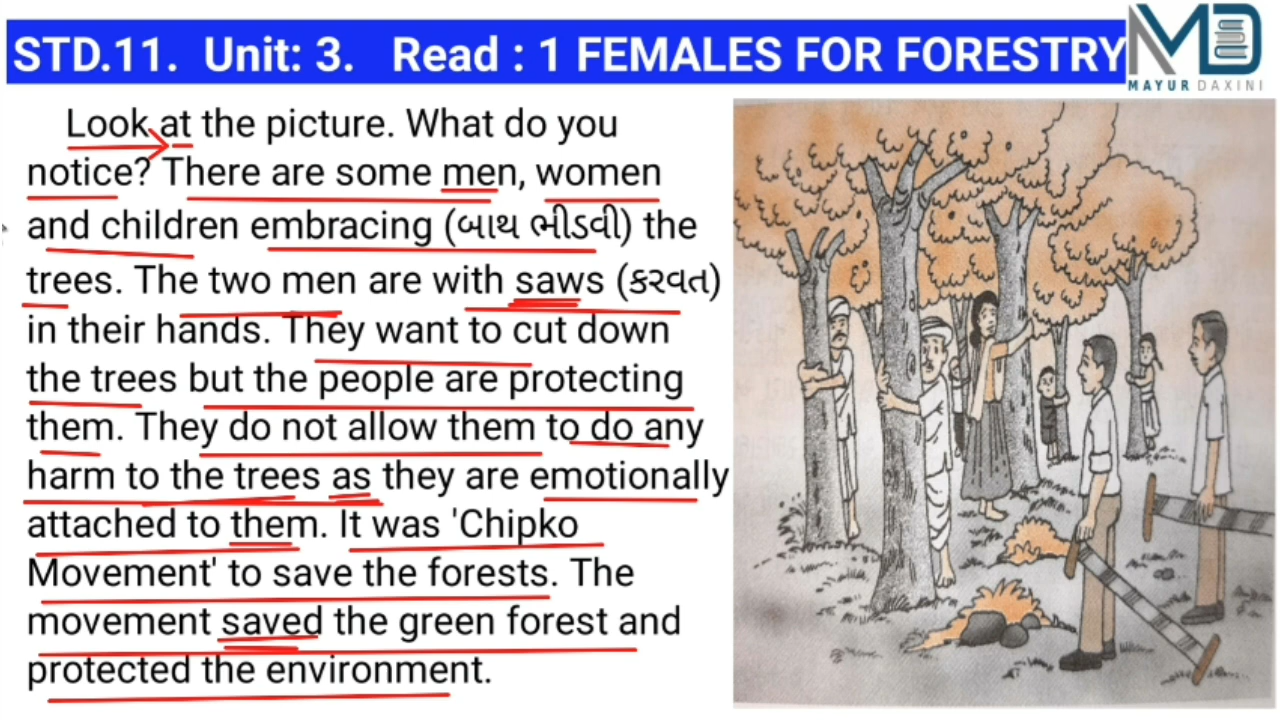 STD.11. Unit: 3. Read : 1 FEMALES FOR FORESTRY
MD
MAYUR DAXINI
Look at the picture. What do you
notice? There are some men, women
and children embracing (બાથ ભીડવી) the
trees. The two men are with saws (કરવત)
in their hands. They want to cut down
the trees but the people are protecting
them. They do not allow them to do any
harm to the trees as they are emotionally
attached to them. It was 'Chipko
Movement' to save the forests. The
movement saved the green forest and
protected the environment.